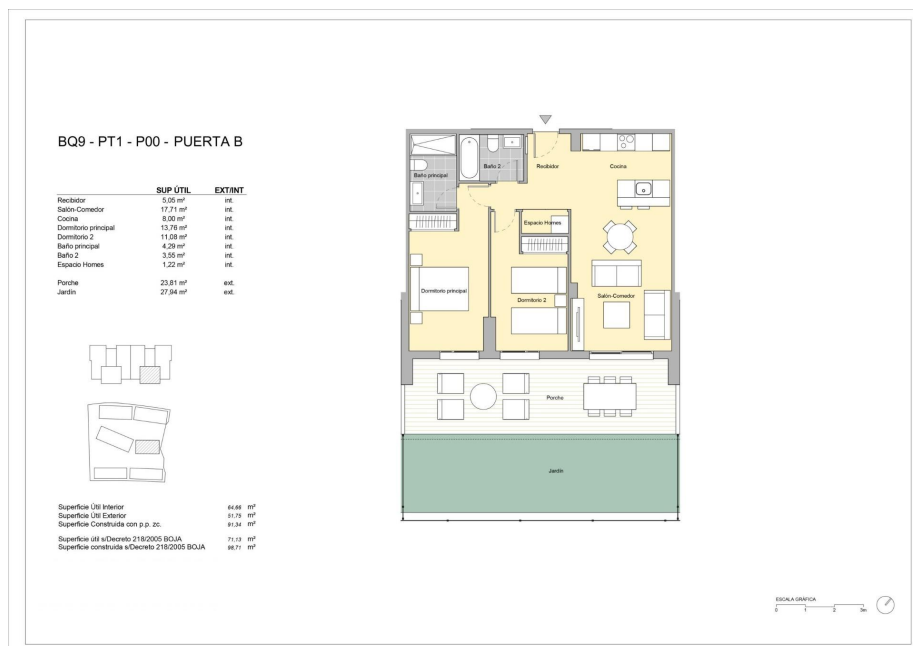 BQ9 - PT1 - P00 - PUERTA B
SUP ÚTIL EXT/INT
Recibidor 5,05 m² int.
Salón-Comedor 17,71 m² int.
Cocina 8,00 m² int.
Dormitorio principal 13,76 m² int.
Dormitorio 2 11,08 m² int.
Baño principal 4,29 m² int.
Baño 2 3,55 m² int.
Espacio Homes 1,22 m² int.
Porche 23,81 m² ext.
Jardín 27,94 m² ext.
Superficie Útil Interior 64,66 m²
Superficie Útil Exterior 51,75 m²
Superficie Construida con p.p. zc. 91,34 m²
Superficie útil s/Decreto 218/2005 BOJA 71,13 m²
Superficie construida s/Decreto 218/2005 BOJA 98,71 m²
Baño principal
Baño 2
Recibidor
Cocina
Espacio Homes
Dormitorio principal
Dormitorio 2
Salón-Comedor
Porche
Jardín
ESCALA GRÁFICA
0 1 2 3m